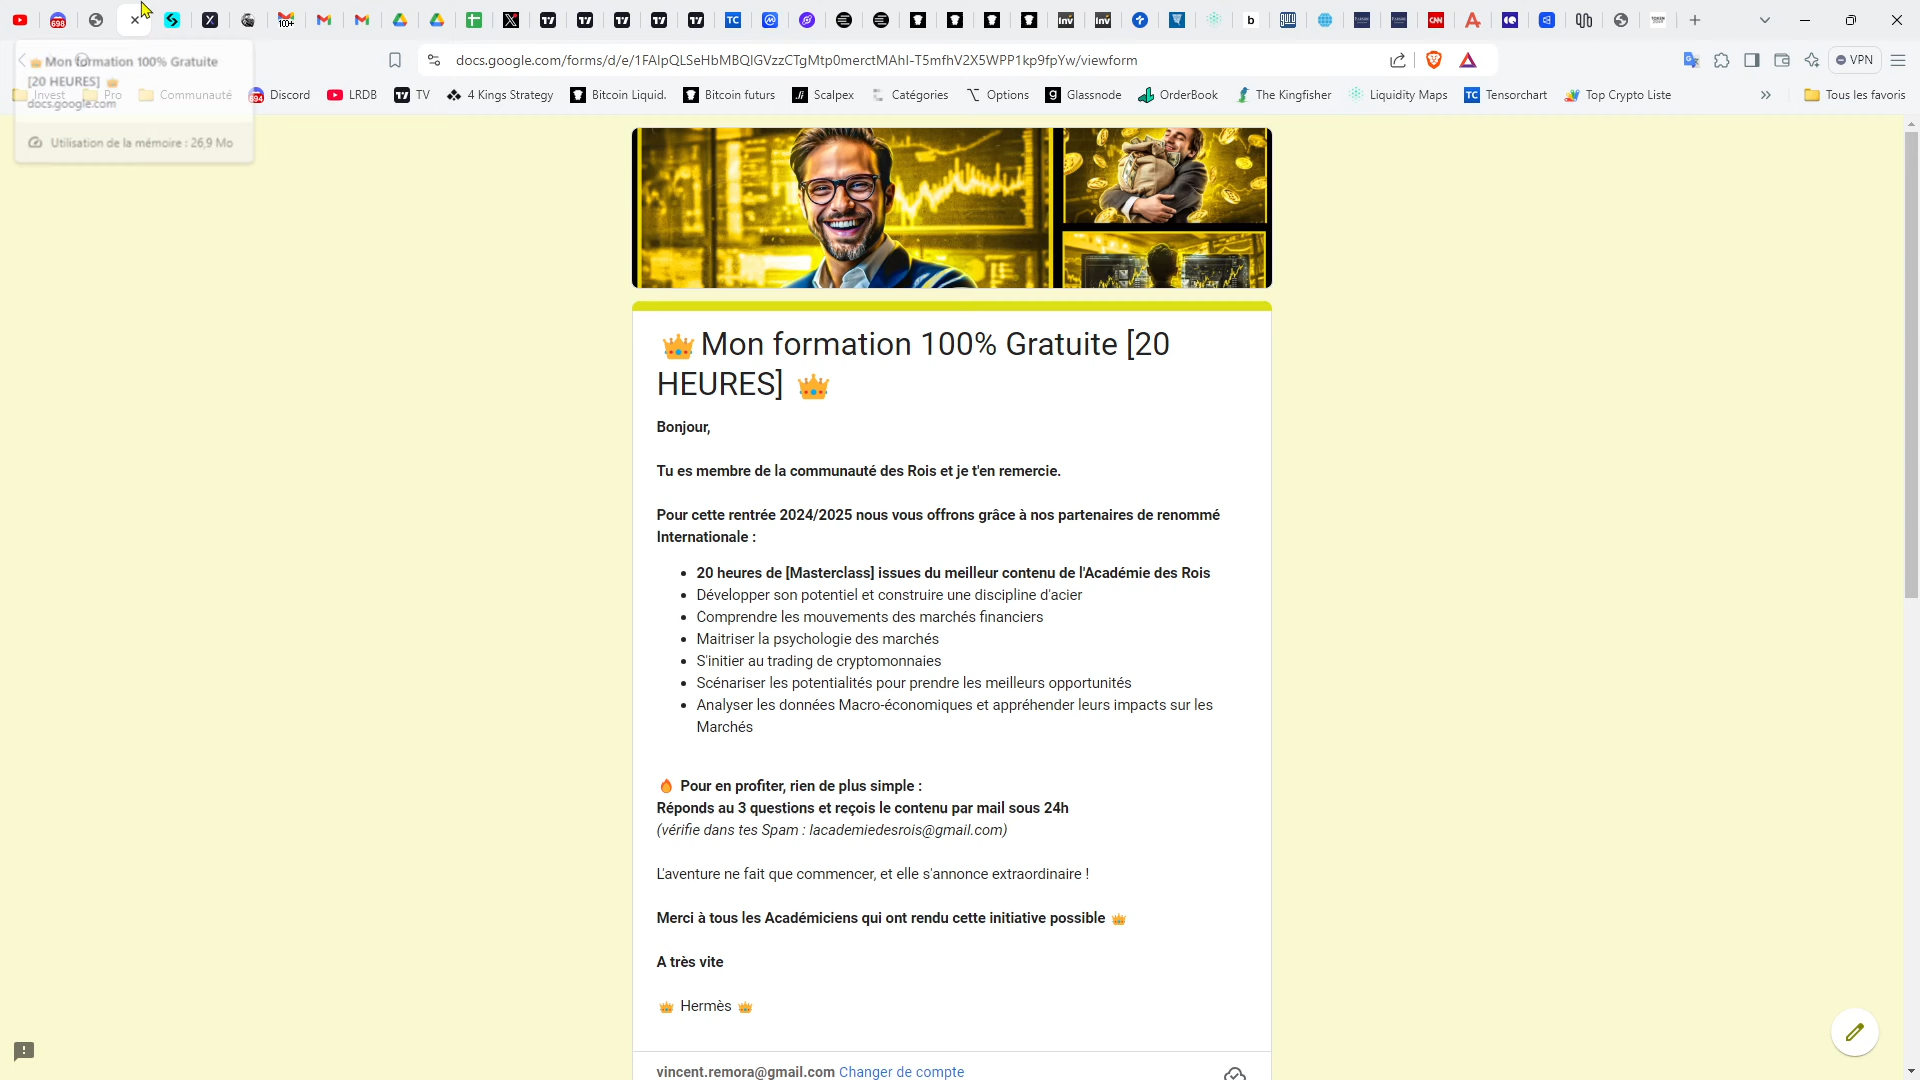 docs.google.com/forms/d/e/1FAIpQLSeHbMBQIGVzzCTgMtp0merctMAhI-T5mfhV2X5WPP1kp9fpYw/viewform
VPN
Mon formation 100% Gratuite
[20 HEURES]
docs.google.com
Utilisation de la mémoire : 26,9 Mo
Invest
Pro
Communauté
Discord
LRDB
TV
4 Kings Strategy
Bitcoin Liquid.
Bitcoin futurs
Scalpex
Catégories
Options
Glassnode
OrderBook
The Kingfisher
Liquidity Maps
Tensorchart
Top Crypto Liste
Tous les favoris
Mon formation 100% Gratuite [20
HEURES]
Bonjour,
Tu es membre de la communauté des Rois et je t'en remercie.
Pour cette rentrée 2024/2025 nous vous offrons grâce à nos partenaires de renommé
Internationale :
20 heures de [Masterclass] issues du meilleur contenu de l'Académie des Rois
Développer son potentiel et construire une discipline d'acier
Comprendre les mouvements des marchés financiers
Maitriser la psychologie des marchés
S'initier au trading de cryptomonnaies
Scénariser les potentialités pour prendre les meilleurs opportunités
Analyser les données Macro-économiques et appréhender leurs impacts sur les
Marchés
🔥 Pour en profiter, rien de plus simple :
Réponds au 3 questions et reçois le contenu par mail sous 24h
(vérifie dans tes Spam : lacademiedesrois@gmail.com)
L'aventure ne fait que commencer, et elle s'annonce extraordinaire !
Merci à tous les Académiciens qui ont rendu cette initiative possible 👑
A très vite
👑 Hermès 👑
vincent.remora@gmail.com Changer de compte